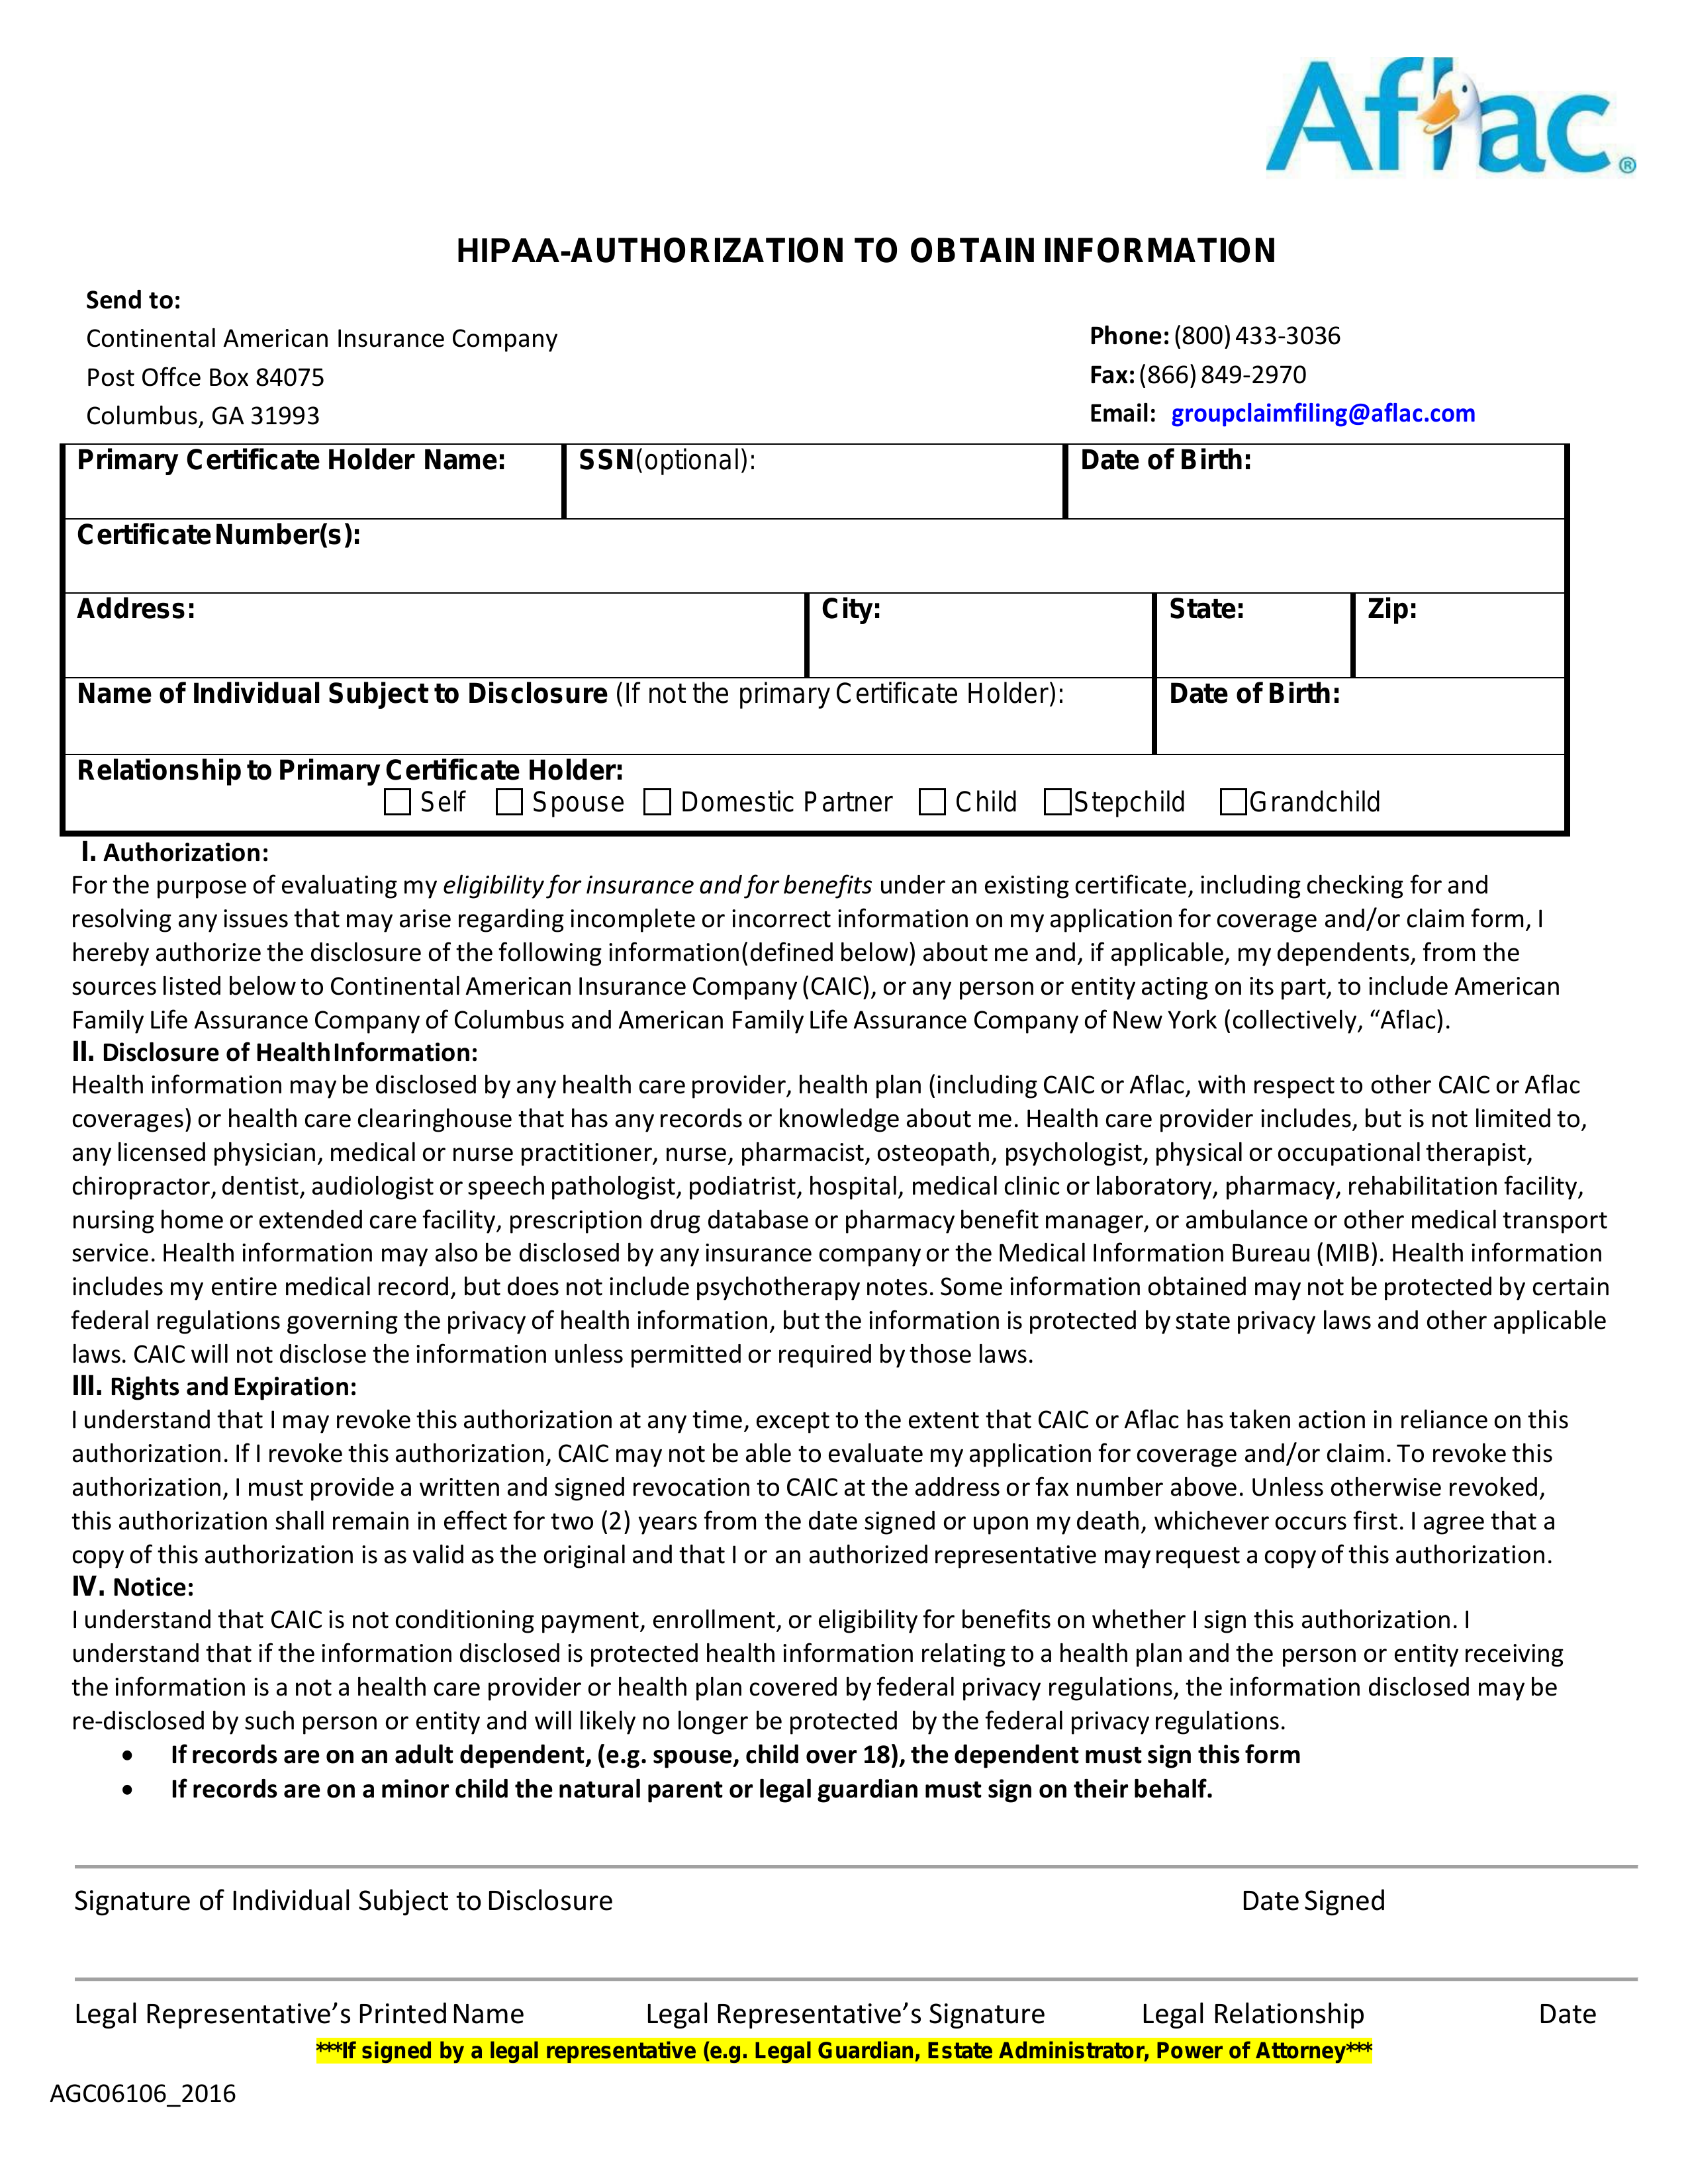 Aflac®
HIPAA-AUTHORIZATION TO OBTAIN INFORMATION
Send to:
Continental American Insurance Company
Post Offce Box 84075
Columbus, GA 31993
Phone: (800) 433-3036
Fax: (866) 849-2970
Email: groupclaimfiling@aflac.com
Primary Certificate Holder Name: SSN(optional): Date of Birth:
Certificate Number(s):
Address: City: State: Zip:
Name of Individual Subject to Disclosure (If not the primary Certificate Holder): Date of Birth:
Relationship to Primary Certificate Holder:
Self Spouse Domestic Partner Child Stepchild Grandchild
I. Authorization:
For the purpose of evaluating my eligibility for insurance and for benefits under an existing certificate, including checking for and
resolving any issues that may arise regarding incomplete or incorrect information on my application for coverage and/or claim form, I
hereby authorize the disclosure of the following information(defined below) about me and, if applicable, my dependents, from the
sources listed below to Continental American Insurance Company (CAIC), or any person or entity acting on its part, to include American
Family Life Assurance Company of Columbus and American Family Life Assurance Company of New York (collectively, “Aflac).
II. Disclosure of Health Information:
Health information may be disclosed by any health care provider, health plan (including CAIC or Aflac, with respect to other CAIC or Aflac
coverages) or health care clearinghouse that has any records or knowledge about me. Health care provider includes, but is not limited to,
any licensed physician, medical or nurse practitioner, nurse, pharmacist, osteopath, psychologist, physical or occupational therapist,
chiropractor, dentist, audiologist or speech pathologist, podiatrist, hospital, medical clinic or laboratory, pharmacy, rehabilitation facility,
nursing home or extended care facility, prescription drug database or pharmacy benefit manager, or ambulance or other medical transport
service. Health information may also be disclosed by any insurance company or the Medical Information Bureau (MIB). Health information
includes my entire medical record, but does not include psychotherapy notes. Some information obtained may not be protected by certain
federal regulations governing the privacy of health information, but the information is protected by state privacy laws and other applicable
laws. CAIC will not disclose the information unless permitted or required by those laws.
III. Rights and Expiration:
I understand that I may revoke this authorization at any time, except to the extent that CAIC or Aflac has taken action in reliance on this
authorization. If I revoke this authorization, CAIC may not be able to evaluate my application for coverage and/or claim. To revoke this
authorization, I must provide a written and signed revocation to CAIC at the address or fax number above. Unless otherwise revoked,
this authorization shall remain in effect for two (2) years from the date signed or upon my death, whichever occurs first. I agree that a
copy of this authorization is as valid as the original and that I or an authorized representative may request a copy of this authorization.
IV. Notice:
I understand that CAIC is not conditioning payment, enrollment, or eligibility for benefits on whether I sign this authorization. I
understand that if the information disclosed is protected health information relating to a health plan and the person or entity receiving
the information is a not a health care provider or health plan covered by federal privacy regulations, the information disclosed may be
re-disclosed by such person or entity and will likely no longer be protected by the federal privacy regulations.
• If records are on an adult dependent, (e.g. spouse, child over 18), the dependent must sign this form
• If records are on a minor child the natural parent or legal guardian must sign on their behalf.
Signature of Individual Subject to Disclosure Date Signed
Legal Representative’s Printed Name Legal Representative’s Signature Legal Relationship Date
***If signed by a legal representative (e.g. Legal Guardian, Estate Administrator, Power of Attorney***
AGC06106_2016